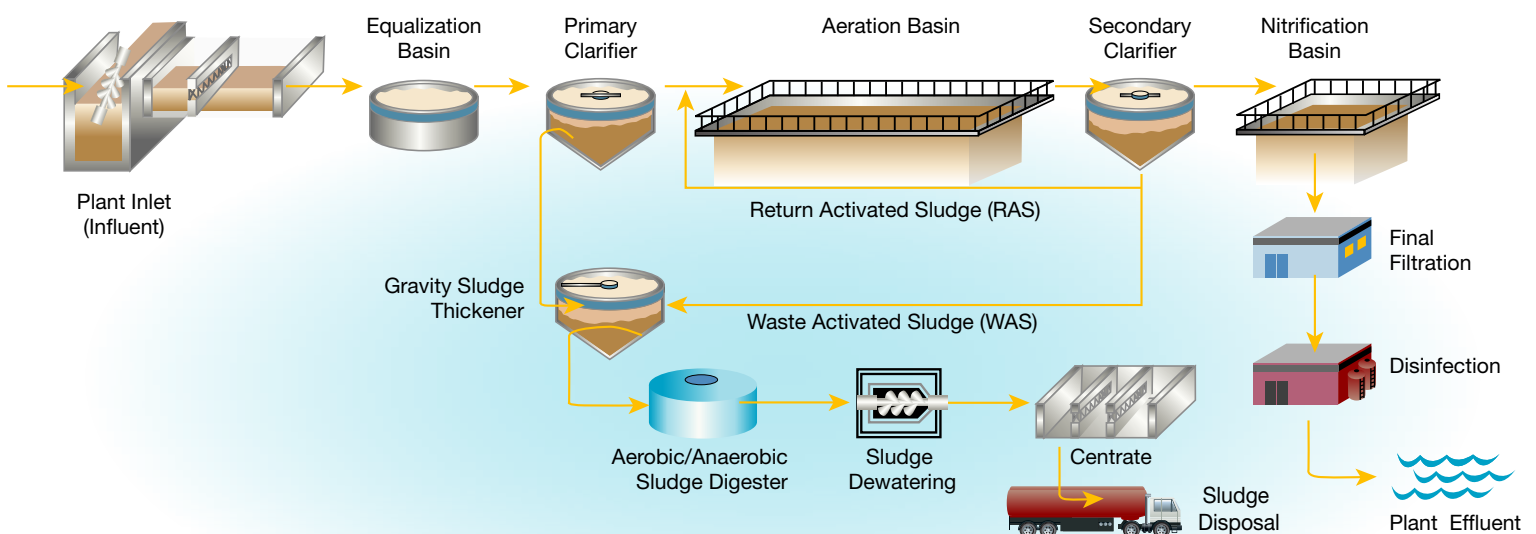 Equalization
Basin
Primary
Clarifier
Aeration Basin
Secondary
Clarifier
Nitrification
Basin
Plant Inlet
(Influent)
Return Activated Sludge (RAS)
Final
Filtration
Gravity Sludge
Thickener
Waste Activated Sludge (WAS)
Disinfection
Aerobic/Anaerobic
Sludge Digester
Sludge
Dewatering
Centrate
Sludge
Disposal
Plant Effluent